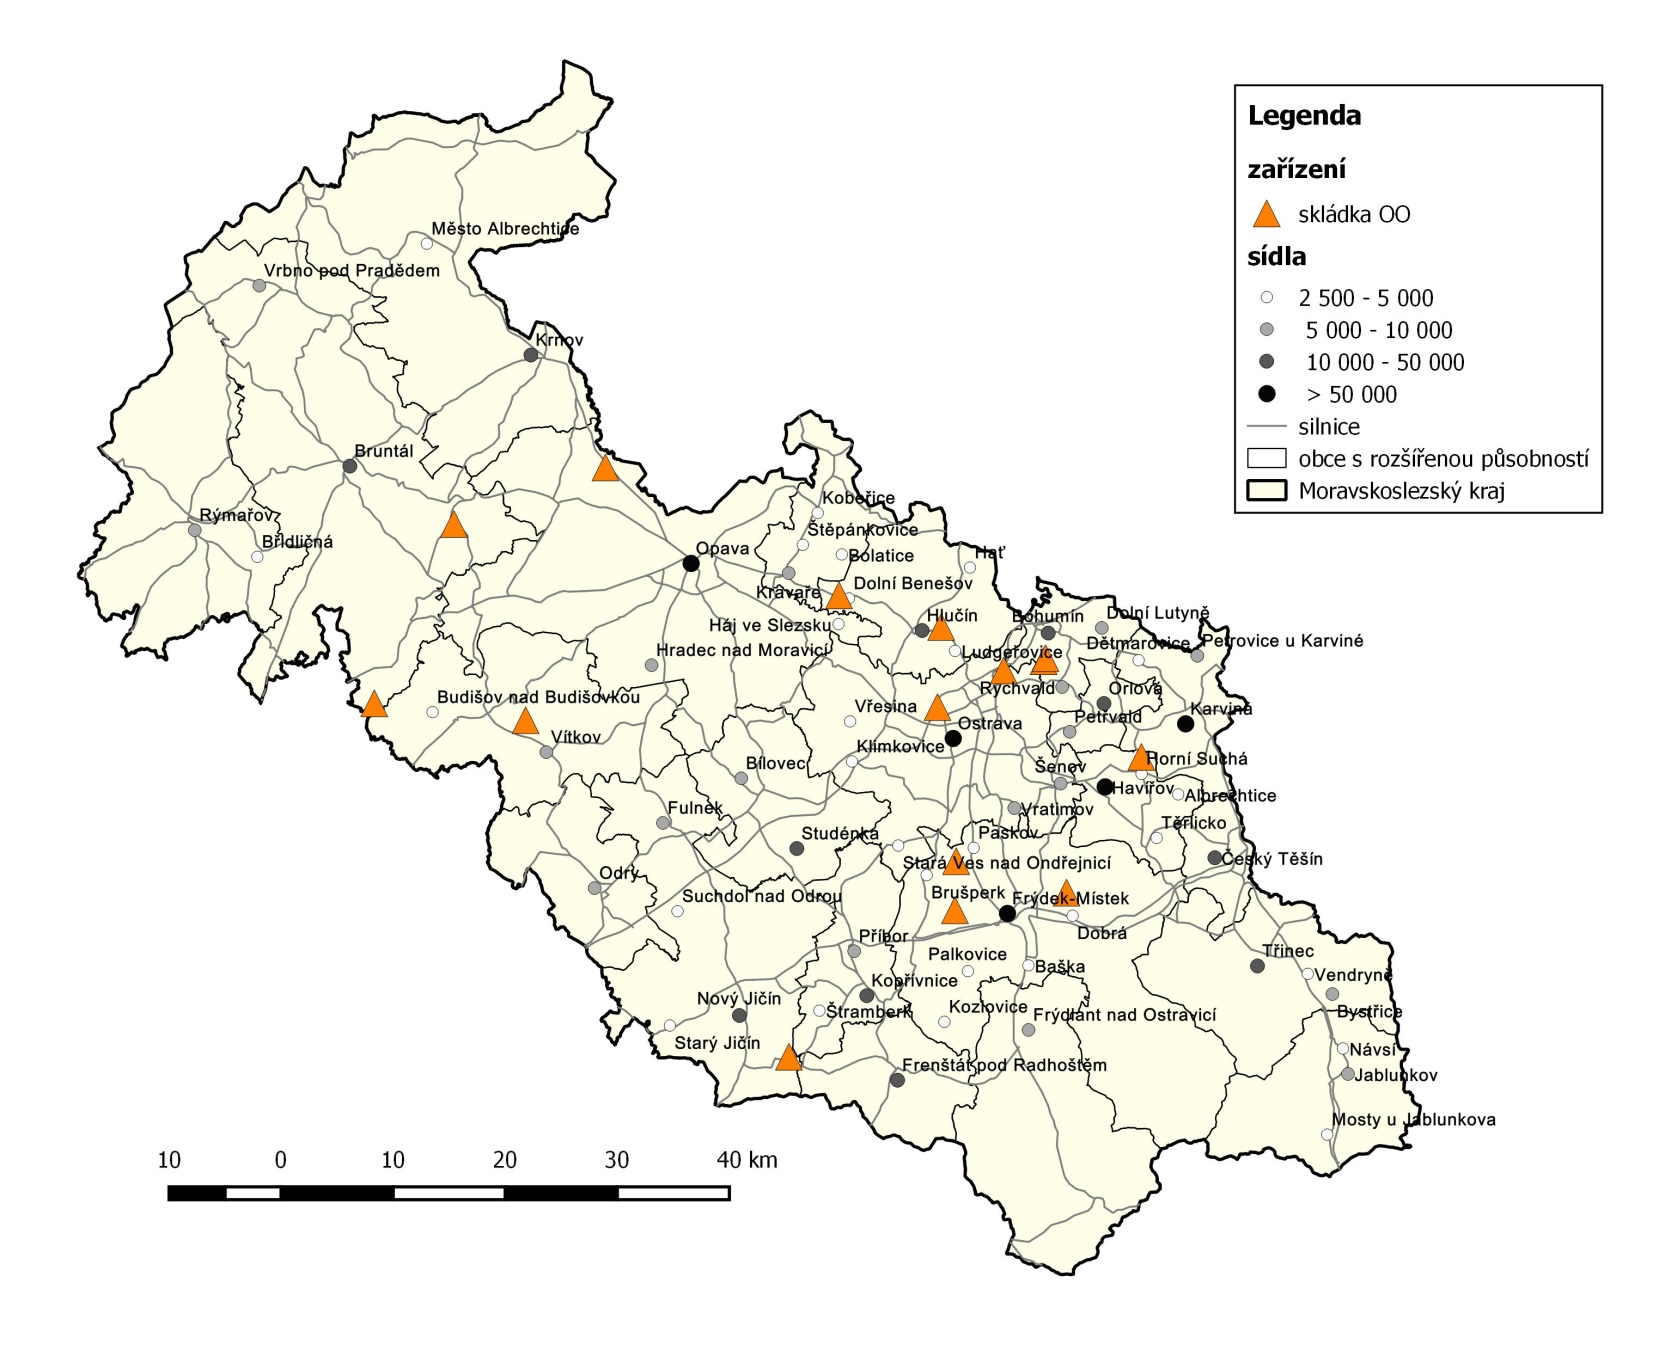 Legenda
zařízení
skládka OO
sídla
2 500 - 5 000
5 000 - 10 000
10 000 - 50 000
> 50 000
silnice
obce s rozšířenou působností
Moravskoslezský kraj
Město Albrechtice
Vrbno pod Pradědem
Krnov
Bruntál
Kobeřice
Rýmařov
Štěpánkovice
Břidličná
Opava
Bolatice
Hať
Dolní Benešov
Kravaře
Hlučín
Bohumín
Dolní Lutyně
Háj ve Slezsku
Dětmarovice
Petrovice u Karviné
Hradec nad Moravicí
Ludgeřovice
Rychvald
Orlová
Budišov nad Budišovkou
Vřesina
Karviná
Petřvald
Ostrava
Vítkov
Klimkovice
Horní Suchá
Bílovec
Šenov
Havířov
Albrechtice
Fulnek
Vratimov
Těrlicko
Studénka
Paskov
Český Těšín
Stará Ves nad Ondřejnicí
Odry
Brušperk
Suchdol nad Odrou
Frýdek-Místek
Dobrá
Příbor
Třinec
Palkovice
Baška
Vendryně
Kopřivnice
Nový Jičín
Kozlovice
Štramberk
Bystřice
Frýdlant nad Ostravicí
Starý Jičín
Návsí
Frenštát pod Radhoštěm
Jablunkov
Mosty u Jablunkova
10 0 10 20 30 40 km